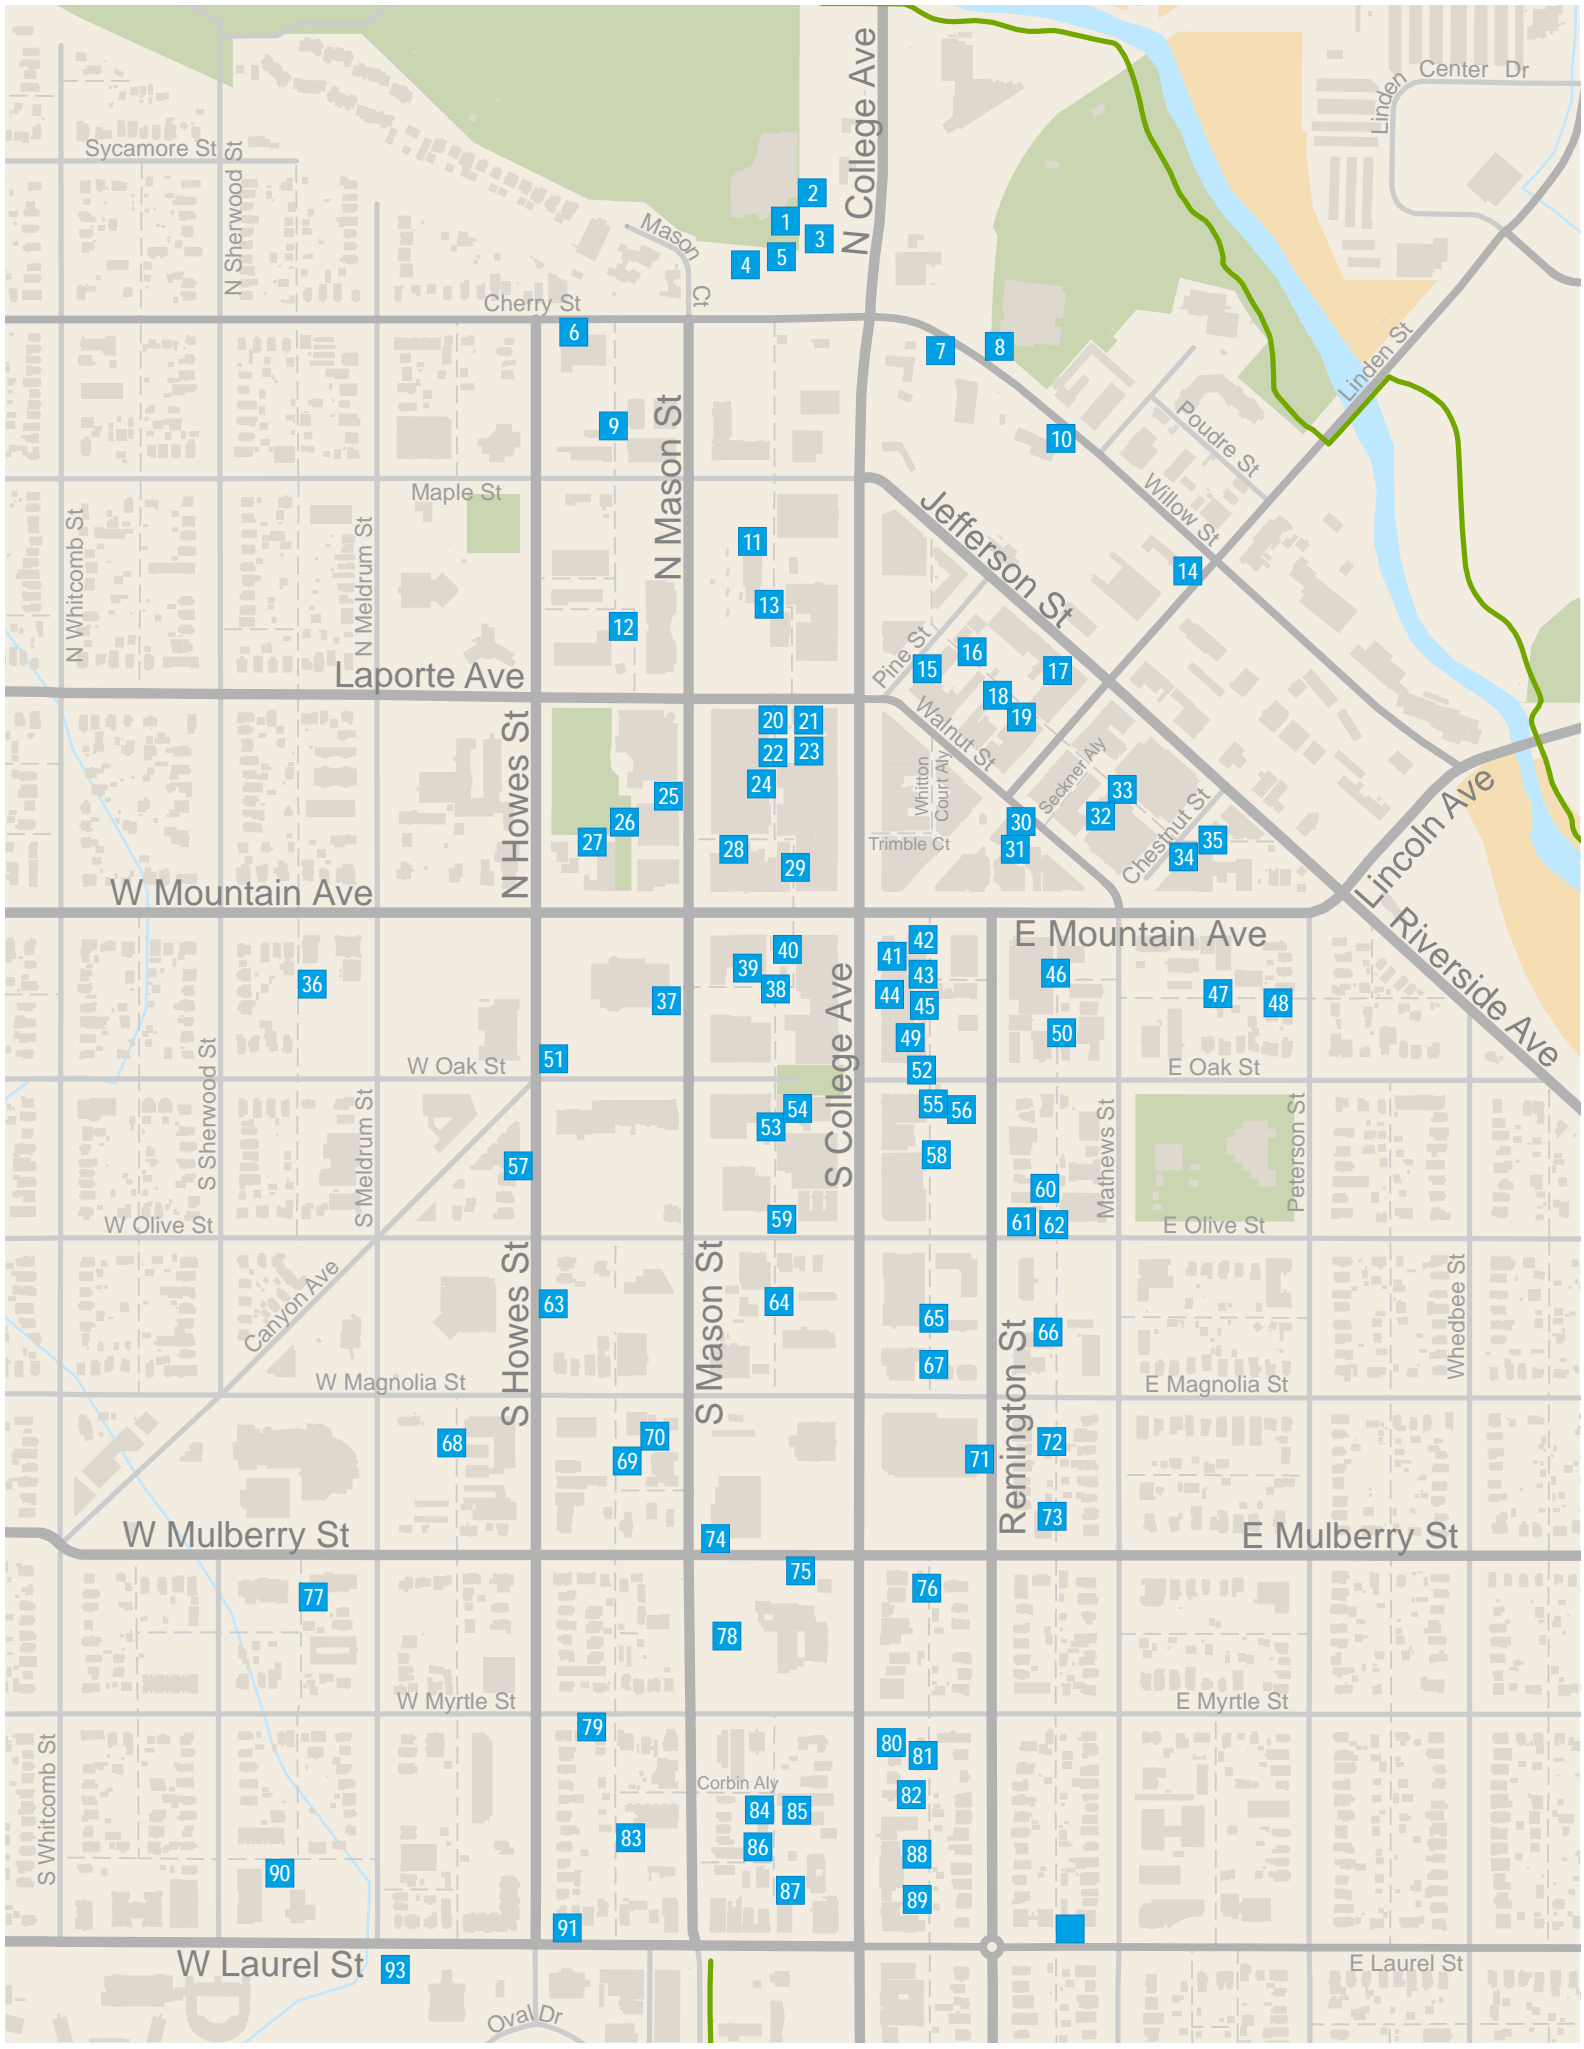 Center Dr
Linden
N College Ave
Sycamore St
N Sherwood St
2
1
3
Mason
Ct
5
4
Cherry St
6
7
8
Linden St
9
N Mason St
10
Poudre St
Maple St
Willow St
Jefferson St
N Whitcomb St
N Meldrum St
11
14
13
12
Pine St
16
15
17
Laporte Ave
18
19
N Howes St
20
21
Walnut St
22
23
24
Whitton
Court Aly
Seckner Aly
25
33
26
30
32
Chestnut St
27
28
31
Trimble Ct
35
34
29
Lincoln Ave
W Mountain Ave
E Mountain Ave
Riverside Ave
40
42
41
39
43
46
36
38
44
45
47
48
37
S College Ave
49
50
51
W Oak St
52
E Oak St
S Sherwood St
S Meldrum St
54
55
56
53
Mathews St
Peterson St
58
57
60
59
61
62
W Olive St
E Olive St
S Howes St
S Mason St
Canyon Ave
63
64
65
66
Whedbee St
67
W Magnolia St
E Magnolia St
Remington St
68
70
69
71
72
73
W Mulberry St
74
E Mulberry St
75
76
77
78
W Myrtle St
E Myrtle St
79
80
81
S Whitcomb St
Corbin Aly
82
84
85
83
86
88
90
87
89
91
W Laurel St
93
E Laurel St
Oval Dr